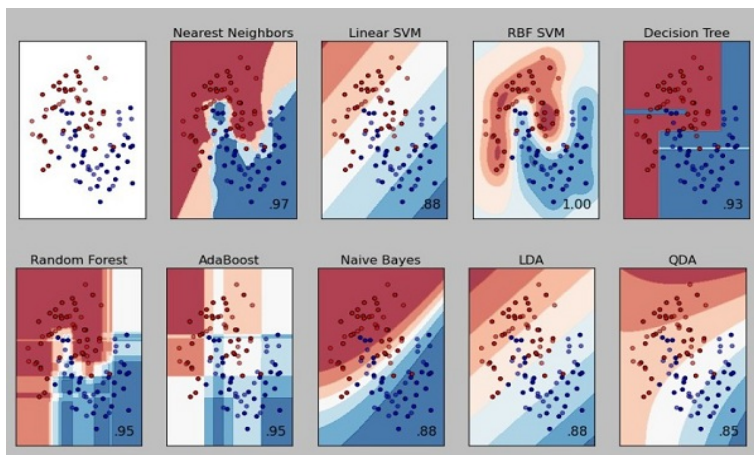 Nearest Neighbors
Linear SVM
RBF SVM
Decision Tree
.97
.88
1.00
.93
Random Forest
AdaBoost
Naive Bayes
LDA
QDA
.95
.95
.88
.88
.85